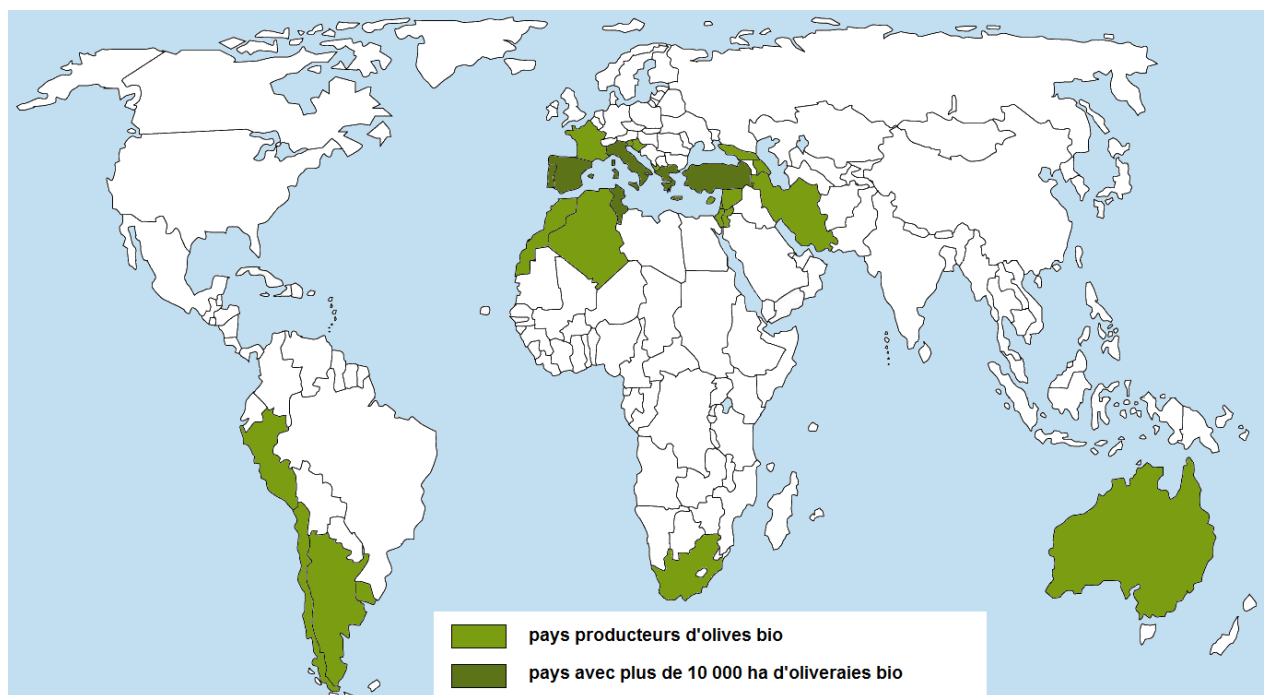 pays producteurs d'olives bio
pays avec plus de 10 000 ha d'oliveraies bio